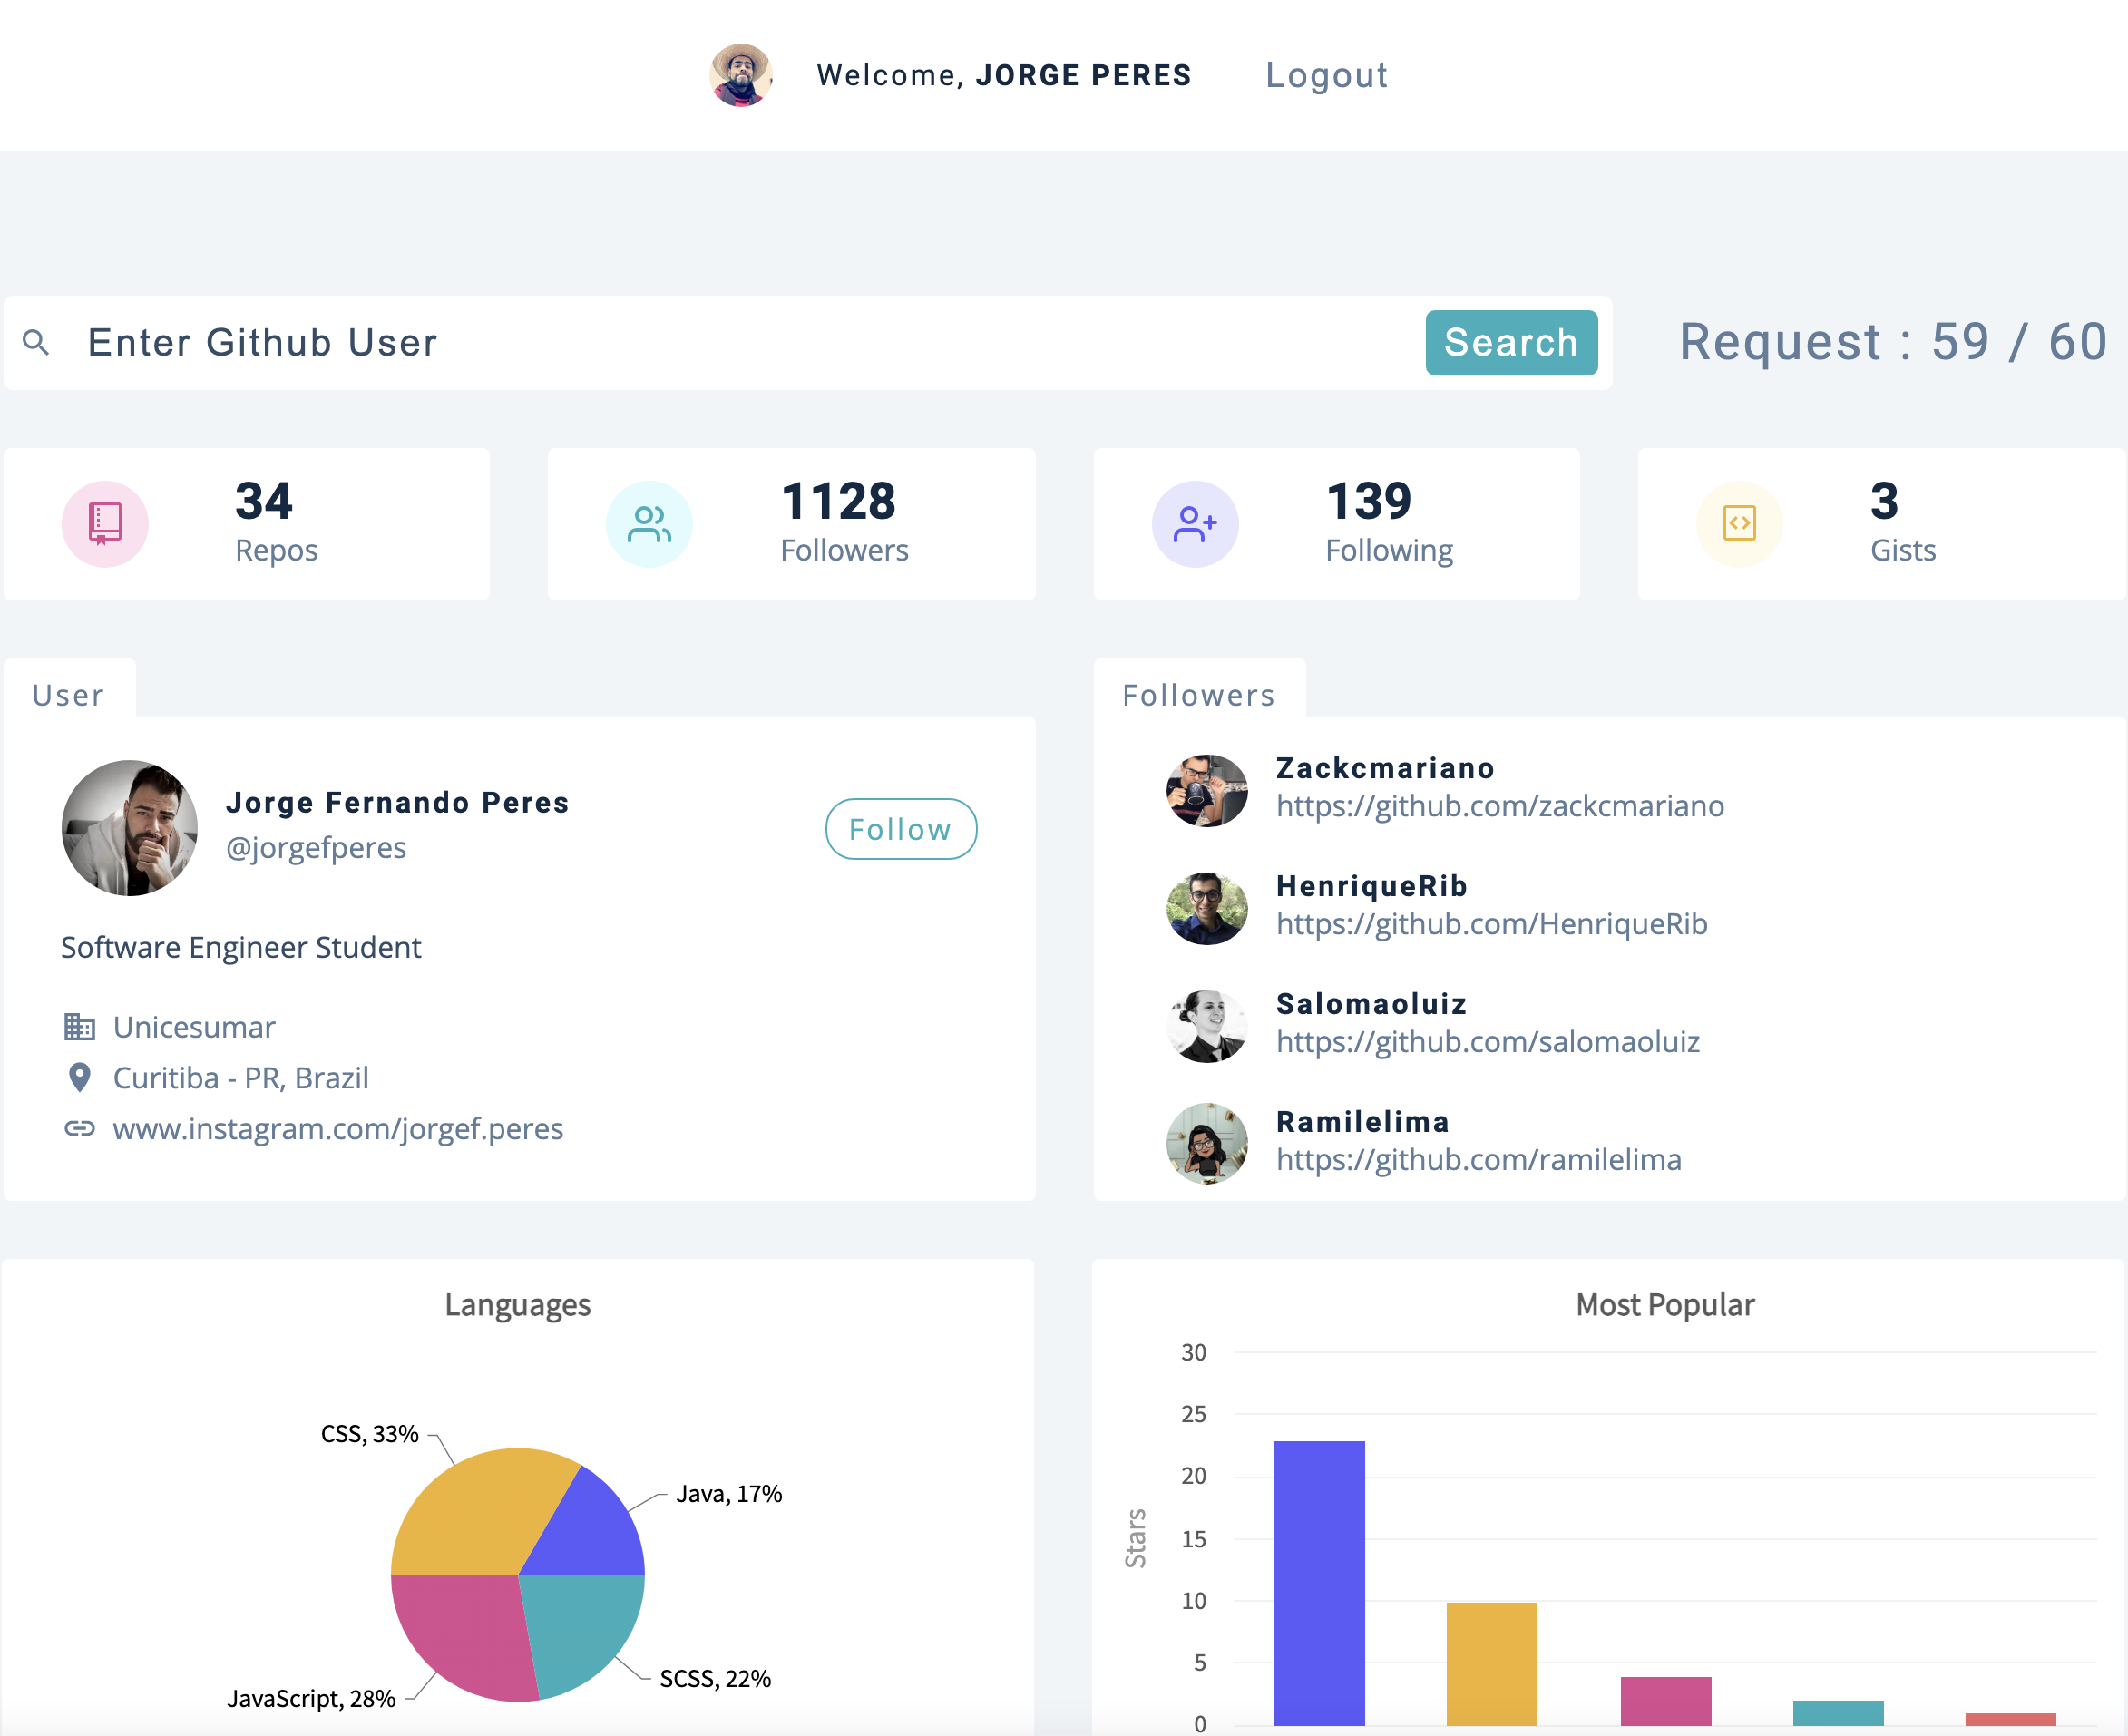 Welcome, JORGE PERES
Logout
Enter Github User
Search
Request : 59 / 60
34
Repos
1128
Followers
139
Following
3
Gists
User
Jorge Fernando Peres
@jorgefperes
Follow
Software Engineer Student
Unicesumar
Curitiba - PR, Brazil
www.instagram.com/jorgef.peres
Followers
Zackcmariano
https://github.com/zackcmariano
HenriqueRib
https://github.com/HenriqueRib
Salomaoluiz
https://github.com/salomaoluiz
Ramilelima
https://github.com/ramilelima
Languages
CSS, 33%
Java, 17%
SCSS, 22%
JavaScript, 28%
Most Popular
Stars
30
25
20
15
10
5
0